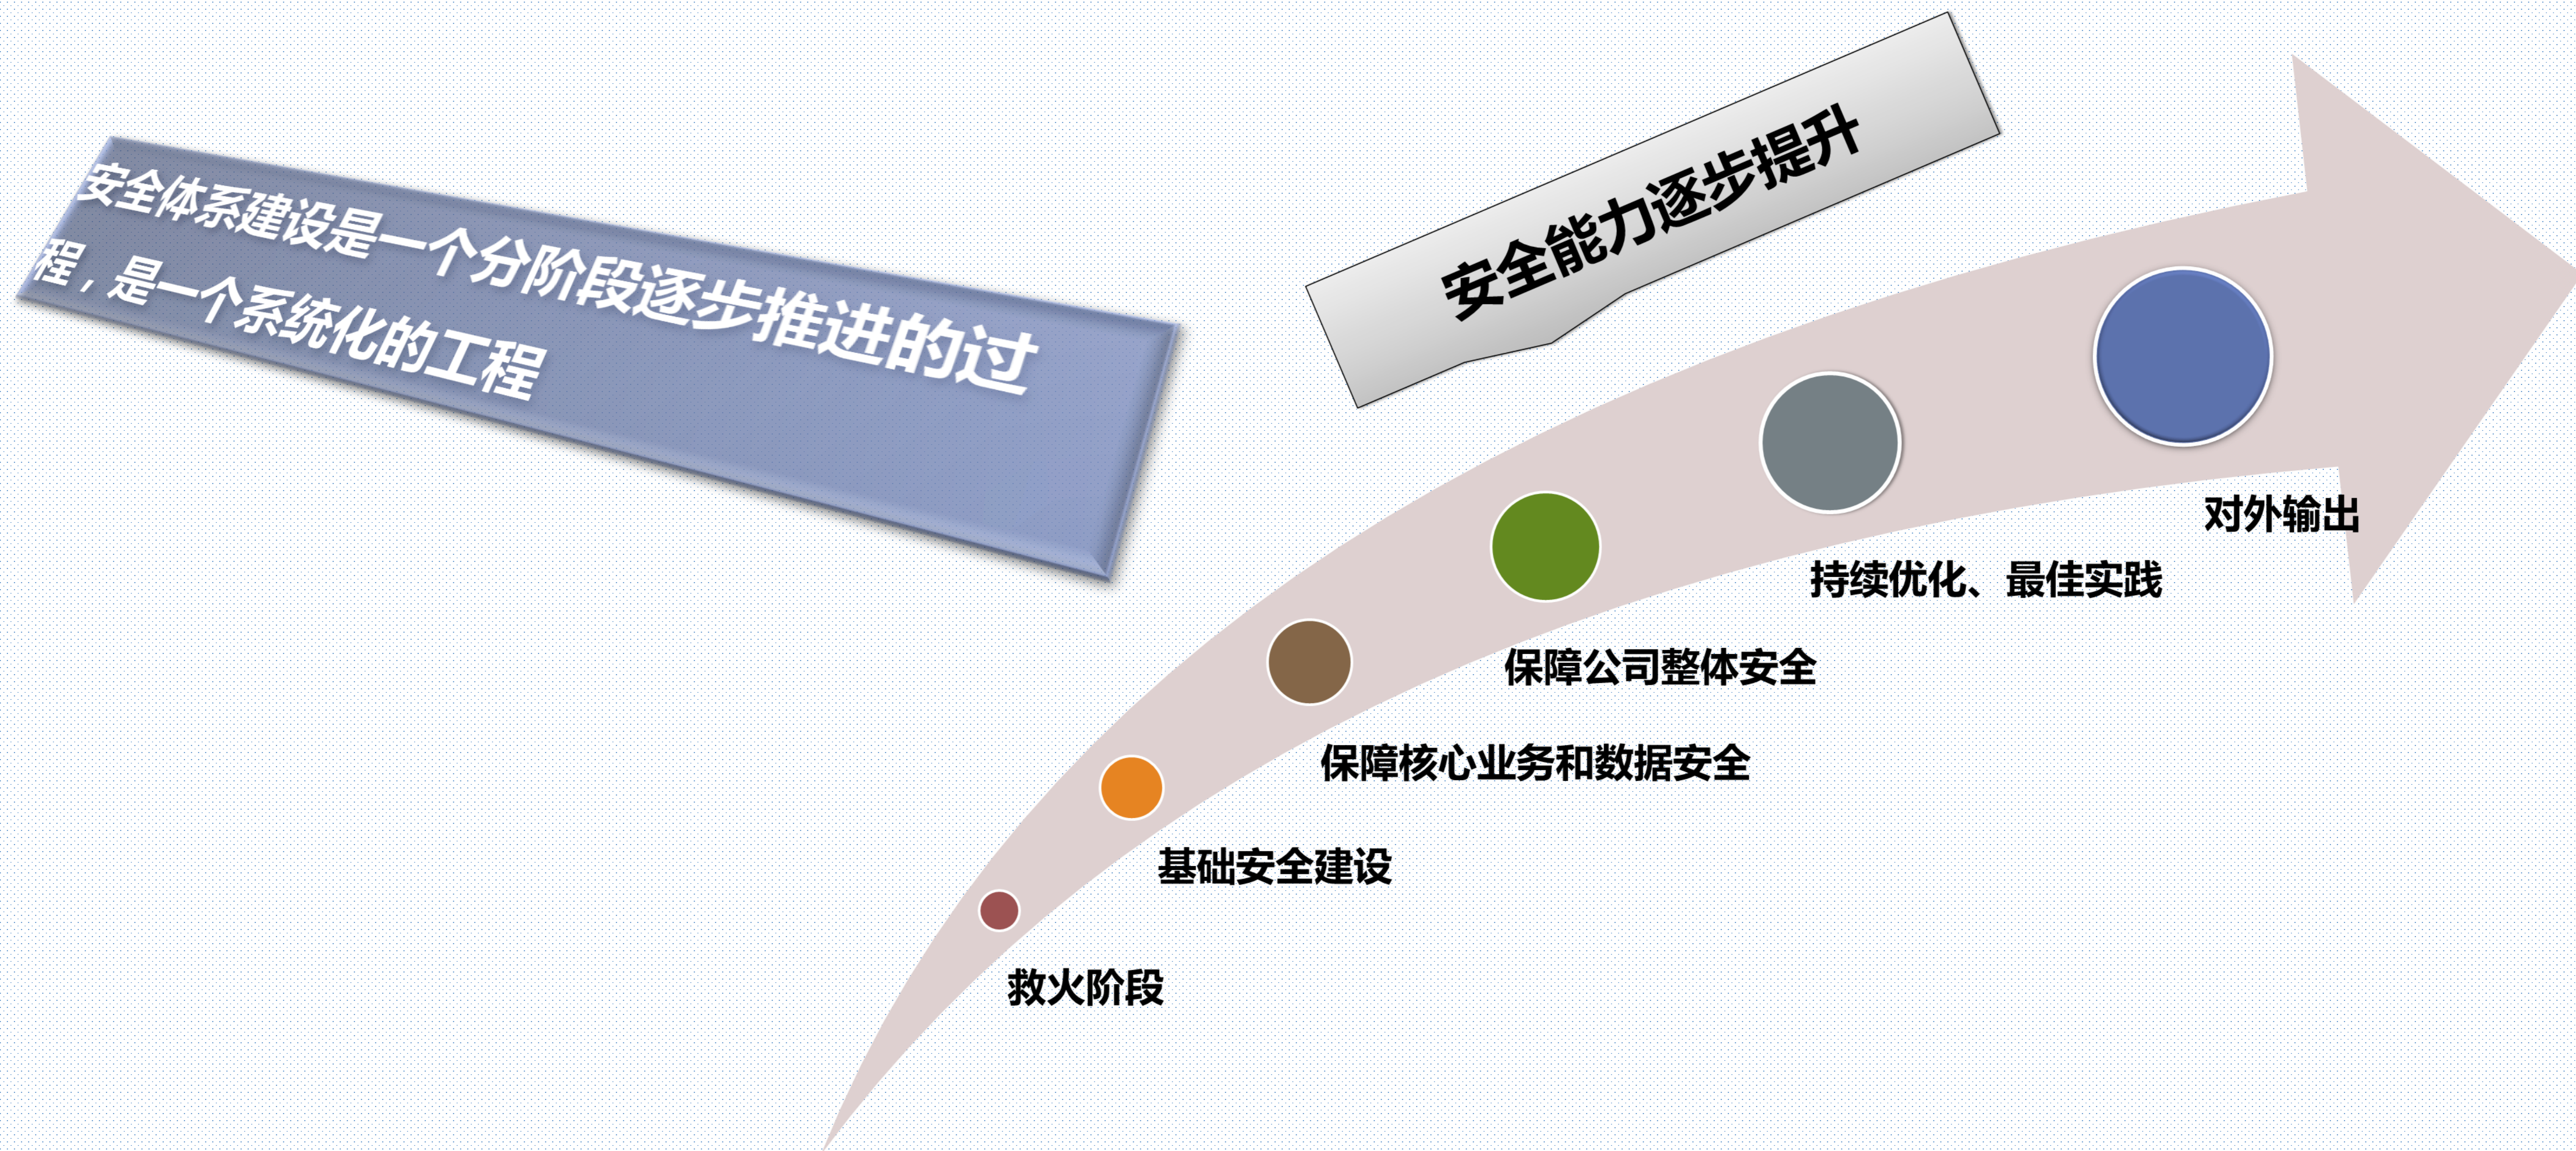 安全体系建设是一个分阶段逐步推进的过
程，是一个系统化的工程
安全能力逐步提升
对外输出
持续优化、最佳实践
保障公司整体安全
保障核心业务和数据安全
基础安全建设
救火阶段